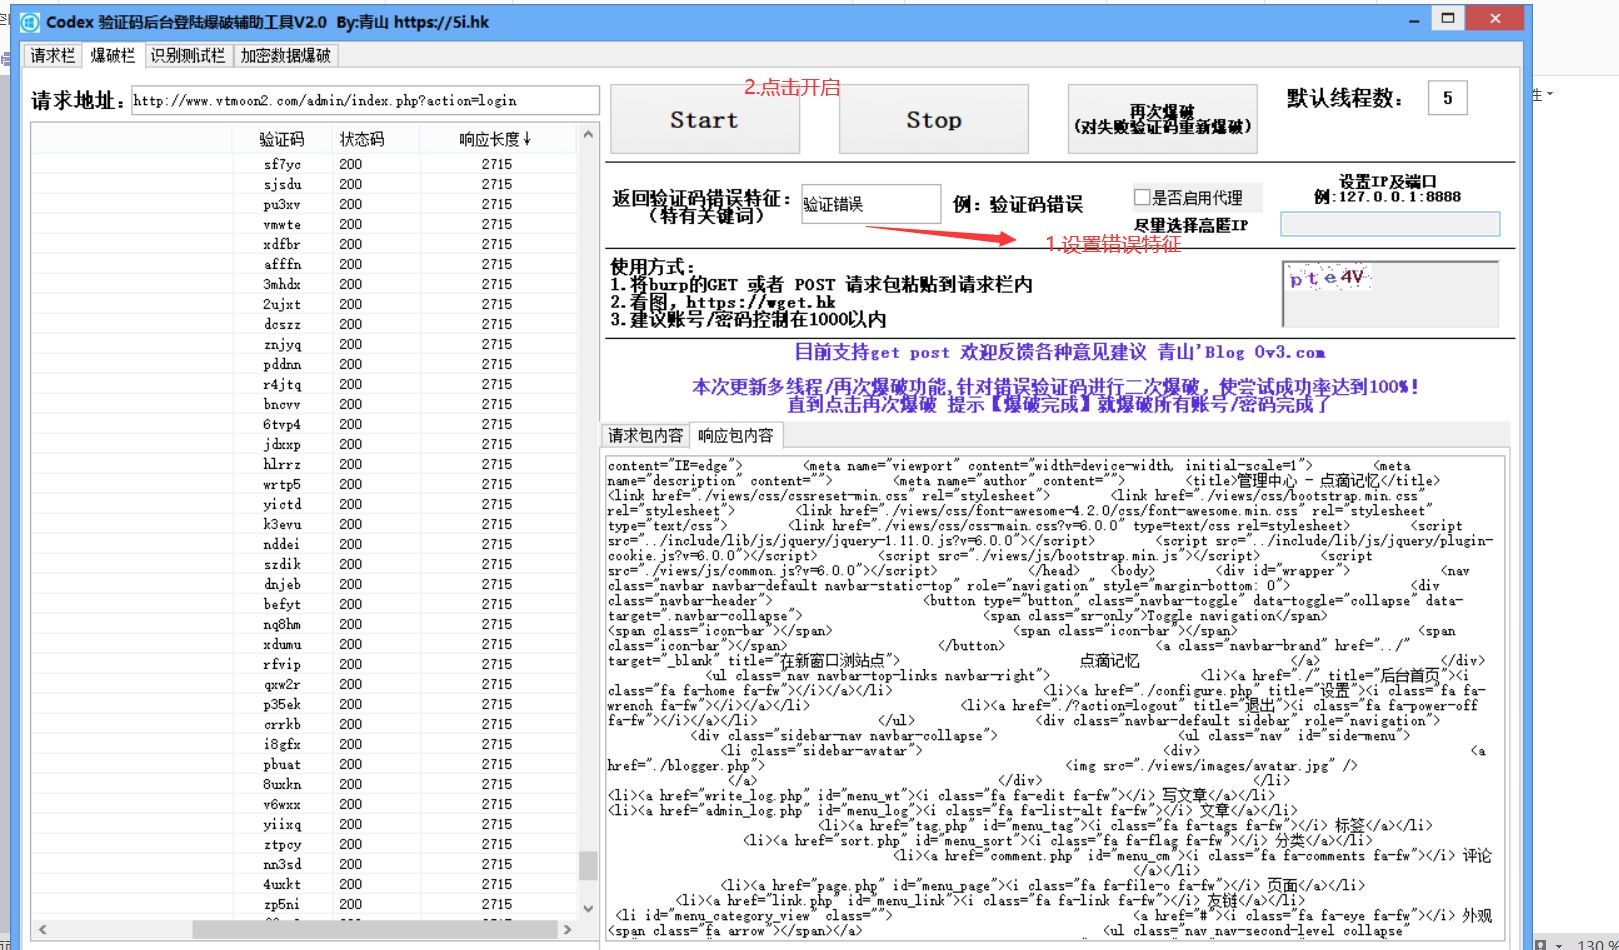 Codex 验证码后台登陆爆破辅助工具V2.0 By:青山 https://5i.hk
请求栏 爆破栏 识别测试栏 加密数据爆破
请求地址: http://www.vtmoon2.com/admin/index.php?action=login
验证码 状态码 响应长度↓
sf7yc 200 2715
sjsdu 200 2715
pu3xv 200 2715
vmwte 200 2715
xdfbr 200 2715
afffn 200 2715
3mhdx 200 2715
2ujxt 200 2715
dcszz 200 2715
znjyq 200 2715
pddnn 200 2715
r4jtq 200 2715
bncvv 200 2715
6tvp4 200 2715
jdxxp 200 2715
hlrrz 200 2715
wrtp5 200 2715
yictd 200 2715
k3evu 200 2715
nddei 200 2715
szdik 200 2715
dnjeb 200 2715
befyt 200 2715
nq8hm 200 2715
xdumu 200 2715
rfvip 200 2715
qxw2r 200 2715
p35ek 200 2715
crrkb 200 2715
i8gfx 200 2715
pbuat 200 2715
8uxkn 200 2715
v6wxx 200 2715
yiixq 200 2715
ztpcy 200 2715
nn3sd 200 2715
4uxkt 200 2715
zp5ni 200 2715
2.点击开启
Start Stop
再次爆破
(对失败验证码重新爆破)
默认线程数: 5
返回验证码错误特征:
(特有关键词)
验证错误
例:验证码错误
是否启用代理
尽里选择高匿IP
设置IP及端口
例:127.0.0.1:8888
1.设置错误特征
使用方式:
1.将burp的GET 或者 POST 请求包粘贴到请求栏内
2.看图,https://wget.hk
3.建议账号/密码控制在1000以内
pte4V
目前支持get post 欢迎反馈各种意见建议 青山'Blog Ov3.com
本次更新多线程/再次爆破功能,针对错误验证码进行二次爆破,使尝试成功率达到100%!
直到点击再次爆破 提示【爆破完成】就爆破所有账号/密码完成了
请求包内容 响应包内容
content="IE=edge"> <meta name="viewport" content="width=device-width, initial-scale=1"> <meta
name="description" content=""> <meta name="author" content=""> <title>管理中心 - 点滴记忆</title>
<link href="./views/css/cssreset-min.css" rel="stylesheet"> <link href="./views/css/bootstrap.min.css"
rel="stylesheet"> <link href="./views/css/font-awesome-4.2.0/css/font-awesome.min.css" rel="stylesheet"
type="text/css"> <link href="./views/css/css-main.css?v=6.0.0" type=text/css rel=stylesheet> <script
src="../include/lib/js/jquery/jquery-1.11.0.js?v=6.0.0"></script> <script src="../include/lib/js/jquery/plugin-
cookie.js?v=6.0.0"></script> <script src="./views/js/bootstrap.min.js"></script> <script
src="./views/js/common.js?v=6.0.0"></script> </head> <body> <div id="wrapper"> <nav
class="navbar navbar-default navbar-static-top" role="navigation" style="margin-bottom: 0"> <div
class="navbar-header"> <button type="button" class="navbar-toggle" data-toggle="collapse" data-
target=".navbar-collapse"> <span class="sr-only">Toggle navigation</span>
<span class="icon-bar"></span> <span class="icon-bar"></span> <span
class="icon-bar"></span> </button> <a class="navbar-brand" href="../"
target="_blank" title="在新窗口浏站点"> 点滴记忆 </a> </div>
<ul class="nav navbar-top-links navbar-right"> <li><a href="./" title="后台首页"><i
class="fa fa-home fa-fw"></i></a></li> <li><a href="./configure.php" title="设置"><i class="fa fa-
wrench fa-fw"></i></a></li> <li><a href="./?action=logout" title="退出"><i class="fa fa-power-off
fa-fw"></i></a></li> </ul> <div class="navbar-default sidebar" role="navigation">
<div class="sidebar-nav navbar-collapse"> <ul class="nav" id="side-menu">
<li class="sidebar-avatar"> <div> <a
href="./blogger.php"> <img src="./views/images/avatar.jpg" />
</a> </div> </li>
<li><a href="write_log.php" id="menu_wt"><i class="fa fa-edit fa-fw"></i> 写文章</a></li>
<li><a href="admin_log.php" id="menu_log"><i class="fa fa-list-alt fa-fw"></i> 文章</a></li>
<li><a href="tag.php" id="menu_tag"><i class="fa fa-tags fa-fw"></i> 标签</a></li>
<li><a href="sort.php" id="menu_sort"><i class="fa fa-flag fa-fw"></i> 分类</a></li>
<li><a href="comment.php" id="menu_cm"><i class="fa fa-comments fa-fw"></i> 评论
</a></li>
<li><a href="page.php" id="menu_page"><i class="fa fa-file-o fa-fw"></i> 页面</a></li>
<li><a href="link.php" id="menu_link"><i class="fa fa-link fa-fw"></i> 友链</a></li>
<li id="menu_category_view" class=""> <a href="#"><i class="fa fa-eye fa-fw"></i> 外观
<span class="fa arrow"></span></a> <ul class="nav nav-second-level collapse"
130 %